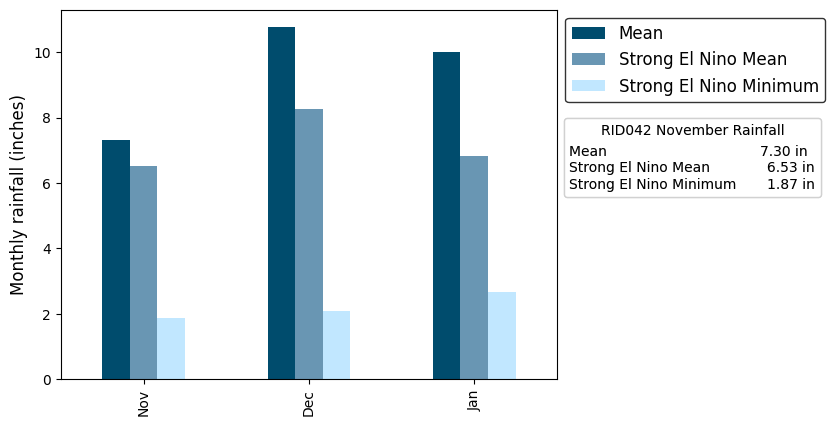 Monthly rainfall (inches)
10
8
6
4
2
0
Nov
Dec
Jan
Mean
Strong El Nino Mean
Strong El Nino Minimum
RID042 November Rainfall
Mean 7.30 in
Strong El Nino Mean 6.53 in
Strong El Nino Minimum 1.87 in